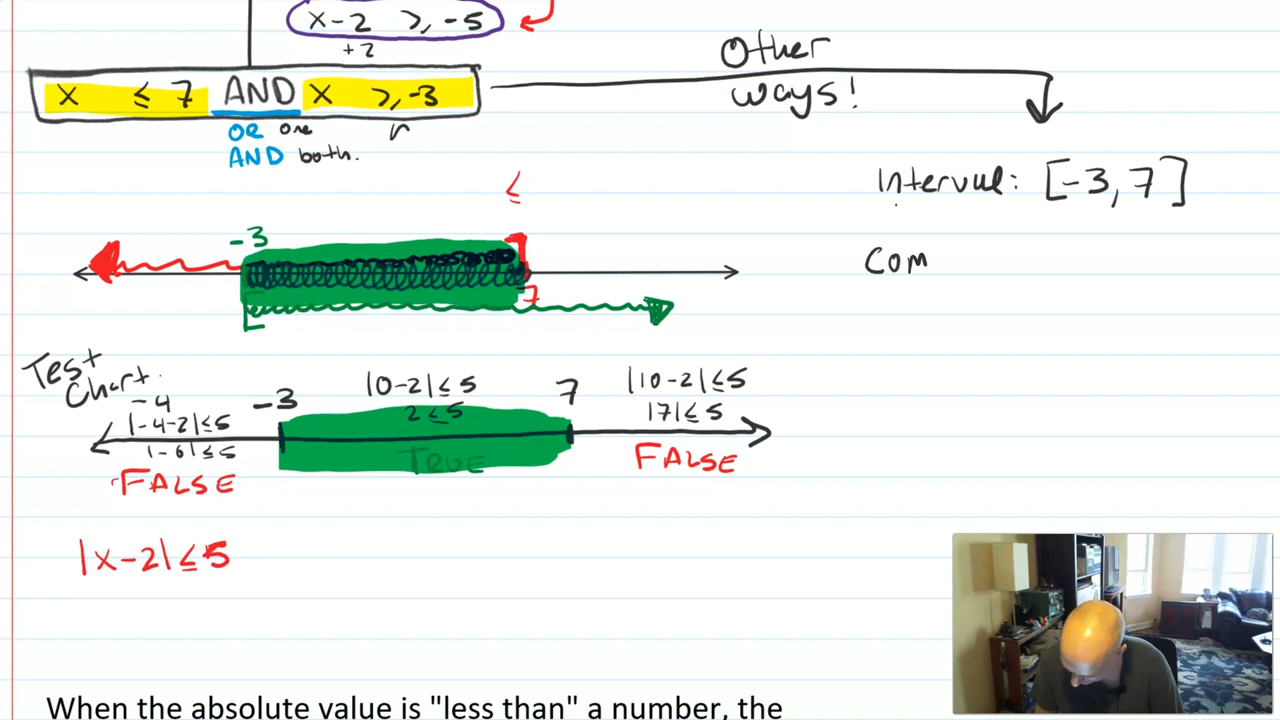 x-2 ≥ -5
+2
Other
ways!
x ≤ 7 AND x ≥ -3
OR one
AND both.
Interval: [-3, 7]
≤
-3
]
Com
[
7
Test
Chart.
-4
|-4-2| ≤ 5
|-6| ≤ 5
FALSE
-3
|0-2| ≤ 5
2 ≤ 5
TRUE
7
|10-2| ≤ 5
|7| ≤ 5
FALSE
|x-2| ≤ 5
When the absolute value is "less than" a number, the